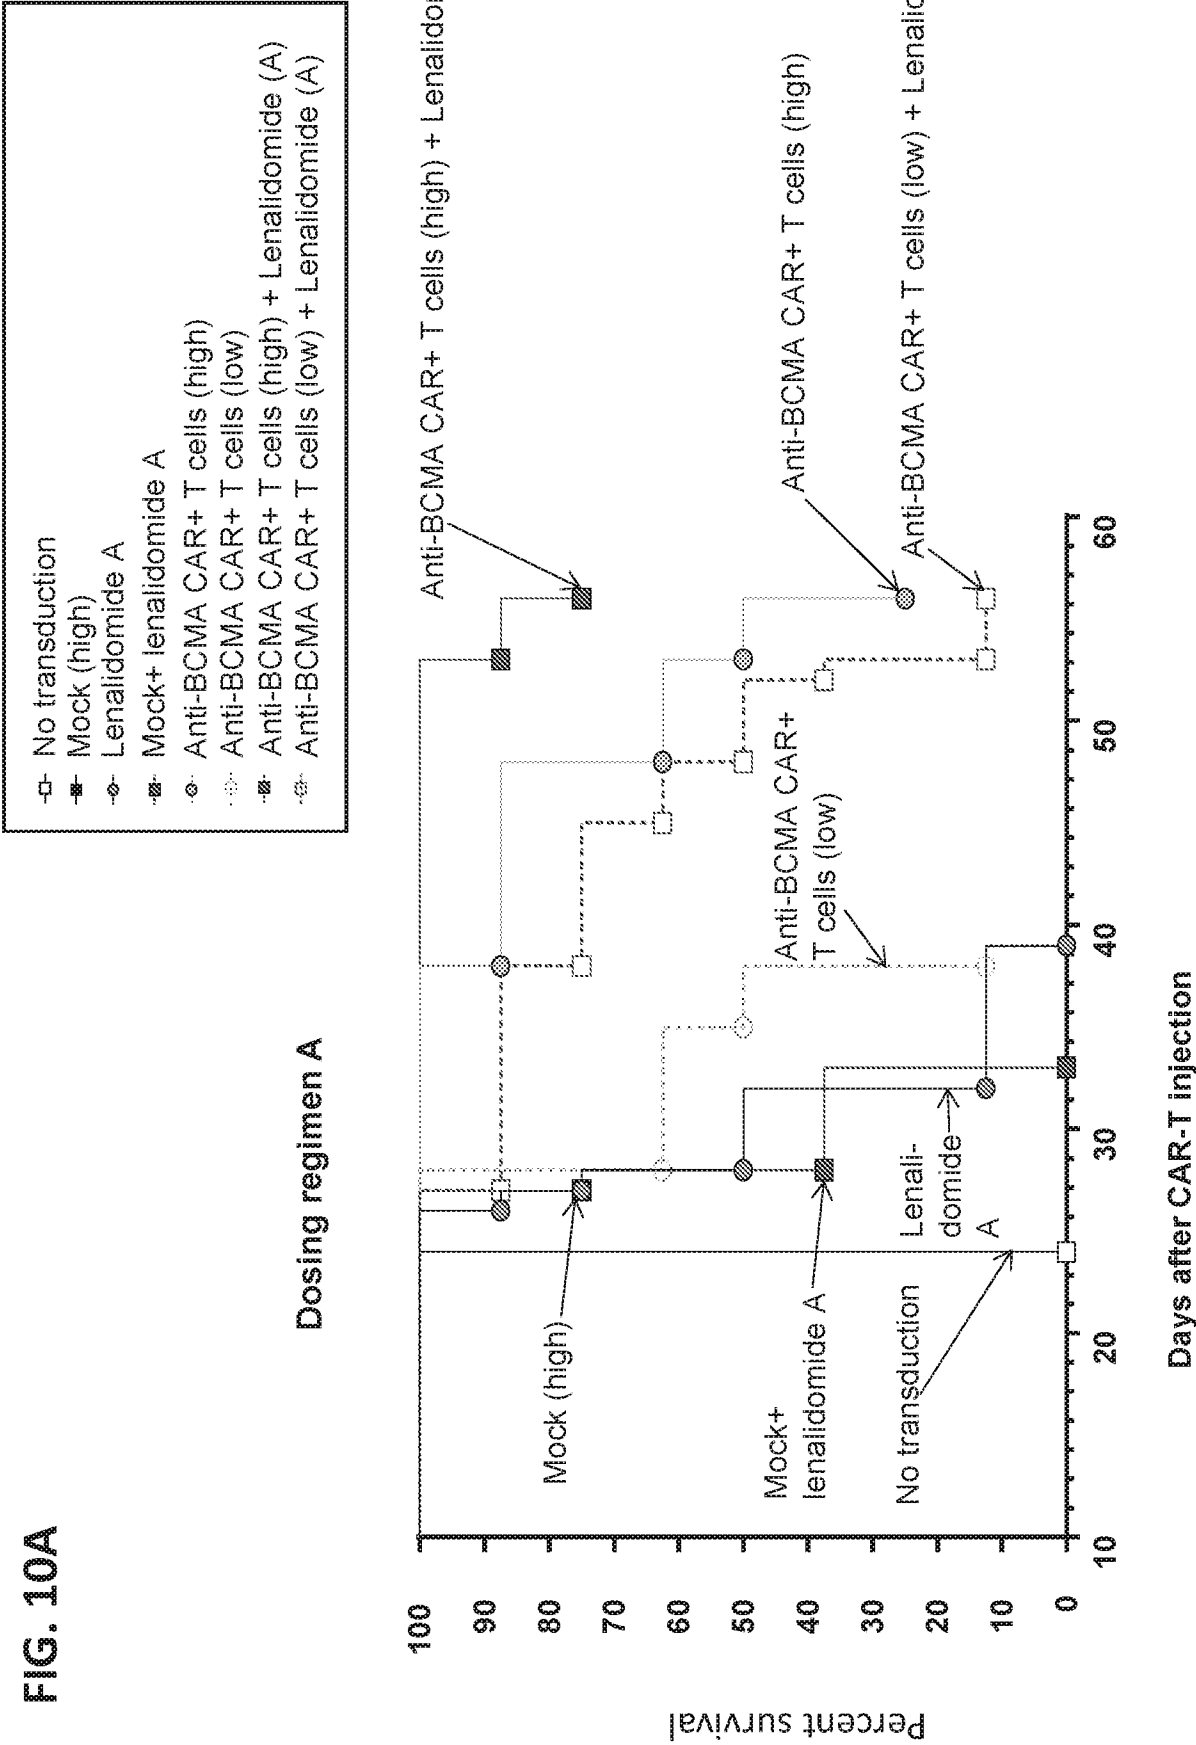 FIG. 10A
Dosing regimen A
No transduction
Mock (high)
Lenalidomide A
Mock+ lenalidomide A
Anti-BCMA CAR+ T cells (high)
Anti-BCMA CAR+ T cells (low)
Anti-BCMA CAR+ T cells (high) + Lenalidomide (A)
Anti-BCMA CAR+ T cells (low) + Lenalidomide (A)
Percent survival
100
90
80
70
60
50
40
30
20
10
0
Mock (high)
Mock+
lenalidomide A
No transduction
Lenali-
domide
A
Anti-BCMA CAR+
T cells (low)
Anti-BCMA CAR+ T cells (high) + Lenalido
Anti-BCMA CAR+ T cells (high)
Anti-BCMA CAR+ T cells (low) + Lenalid
10
20
30
40
50
60
Days after CAR-T injection